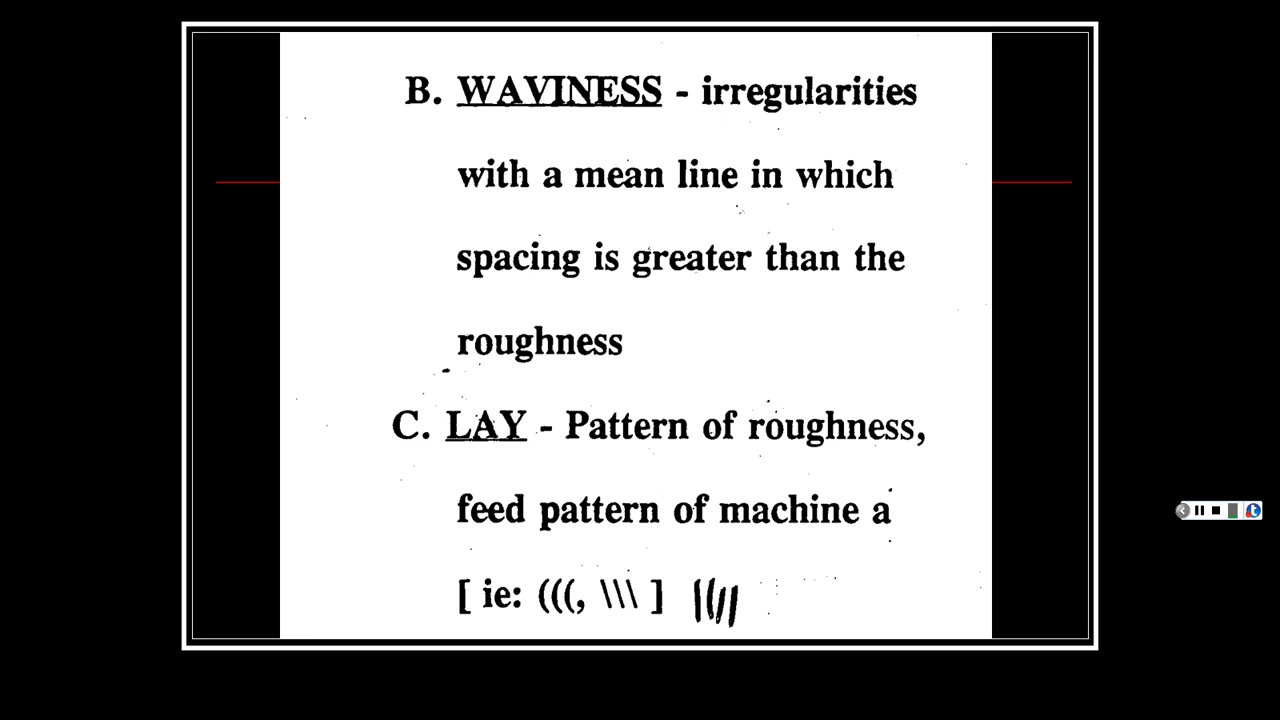 B. WAVINESS - irregularities
with a mean line in which
spacing is greater than the
roughness
C. LAY - Pattern of roughness,
feed pattern of machine a
[ ie: (((, \\\ ]